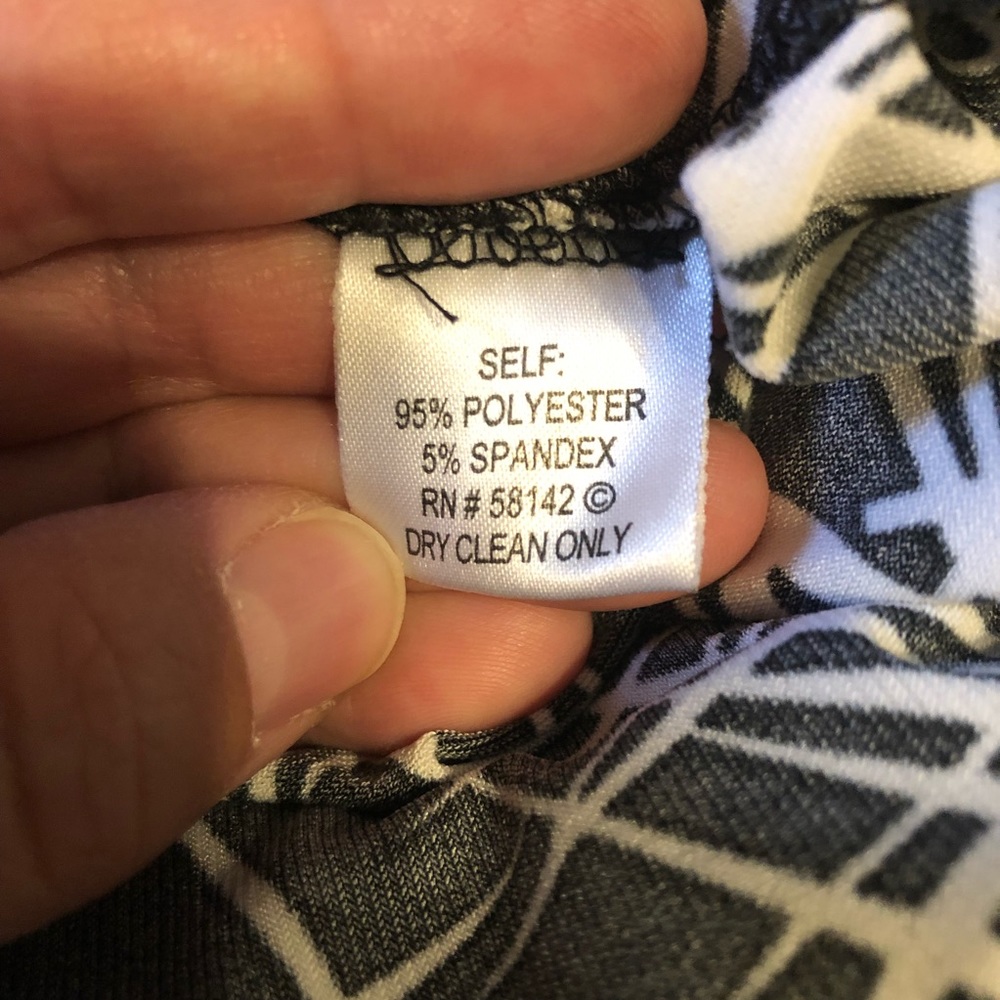 SELF:
95% POLYESTER
5% SPANDEX
RN # 58142 ©
DRY CLEAN ONLY